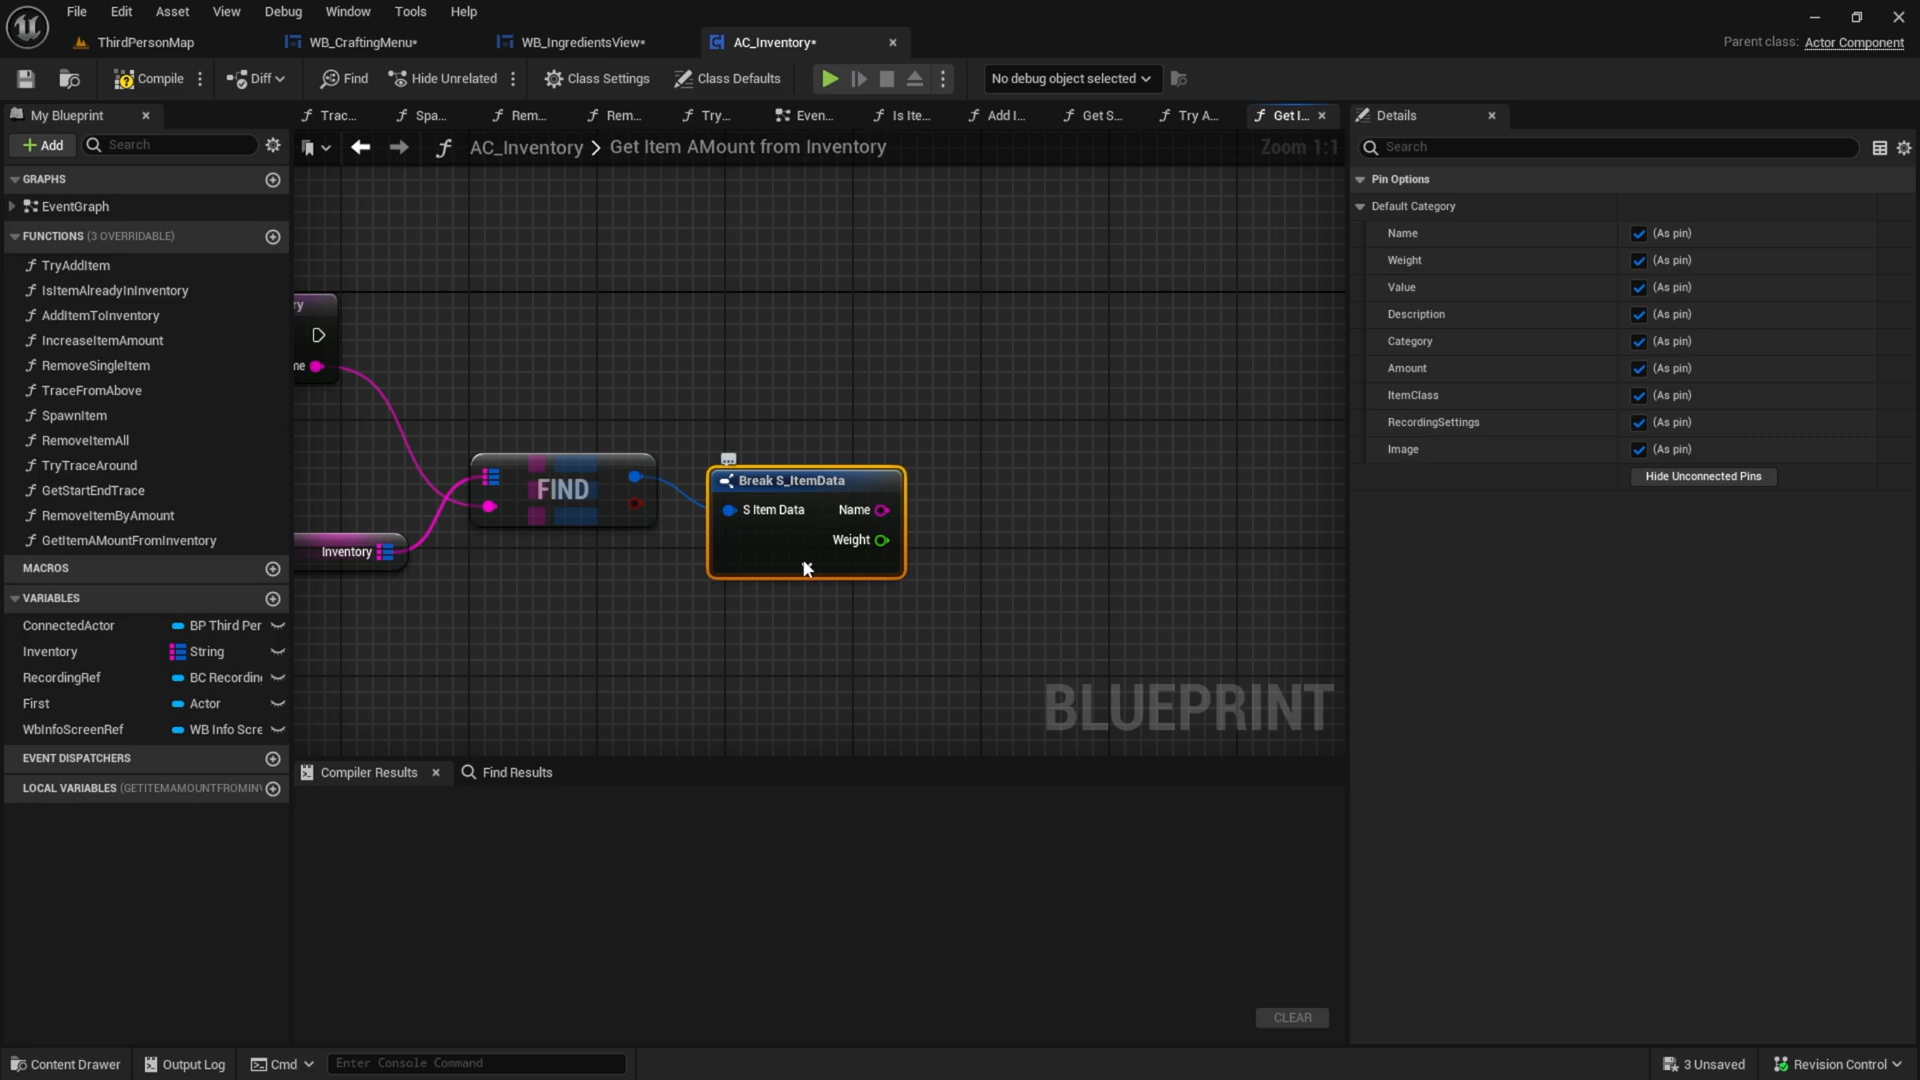 File Edit Asset View Debug Window Tools Help
ThirdPersonMap
WB_CraftingMenu*
WB_IngredientsView*
AC_Inventory*
Parent class: Actor Component
Compile
Diff
Find
Hide Unrelated
Class Settings
Class Defaults
No debug object selected
My Blueprint
Trac...
Spa...
Rem...
Rem...
Try...
Even...
Is Ite...
Add I...
Get S...
Try A...
Get I...
Details
Add
Search
AC_Inventory > Get Item AMount from Inventory
Zoom 1:1
Search
GRAPHS
EventGraph
FUNCTIONS (3 OVERRIDABLE)
TryAddItem
IsItemAlreadyInInventory
AddItemToInventory
IncreaseItemAmount
RemoveSingleItem
TraceFromAbove
SpawnItem
RemoveItemAll
TryTraceAround
GetStartEndTrace
RemoveItemByAmount
GetItemAMountFromInventory
MACROS
VARIABLES
ConnectedActor BP Third Per
Inventory String
RecordingRef BC Recordin
First Actor
WbInfoScreenRef WB Info Scre
EVENT DISPATCHERS
LOCAL VARIABLES (GETITEMAMOUNTFROMIN
ry
me
Inventory
FIND
Break S_ItemData
S Item Data Name
Weight
BLUEPRINT
Pin Options
Default Category
Name (As pin)
Weight (As pin)
Value (As pin)
Description (As pin)
Category (As pin)
Amount (As pin)
ItemClass (As pin)
RecordingSettings (As pin)
Image (As pin)
Hide Unconnected Pins
Compiler Results
Find Results
CLEAR
Content Drawer
Output Log
Cmd
Enter Console Command
3 Unsaved
Revision Control